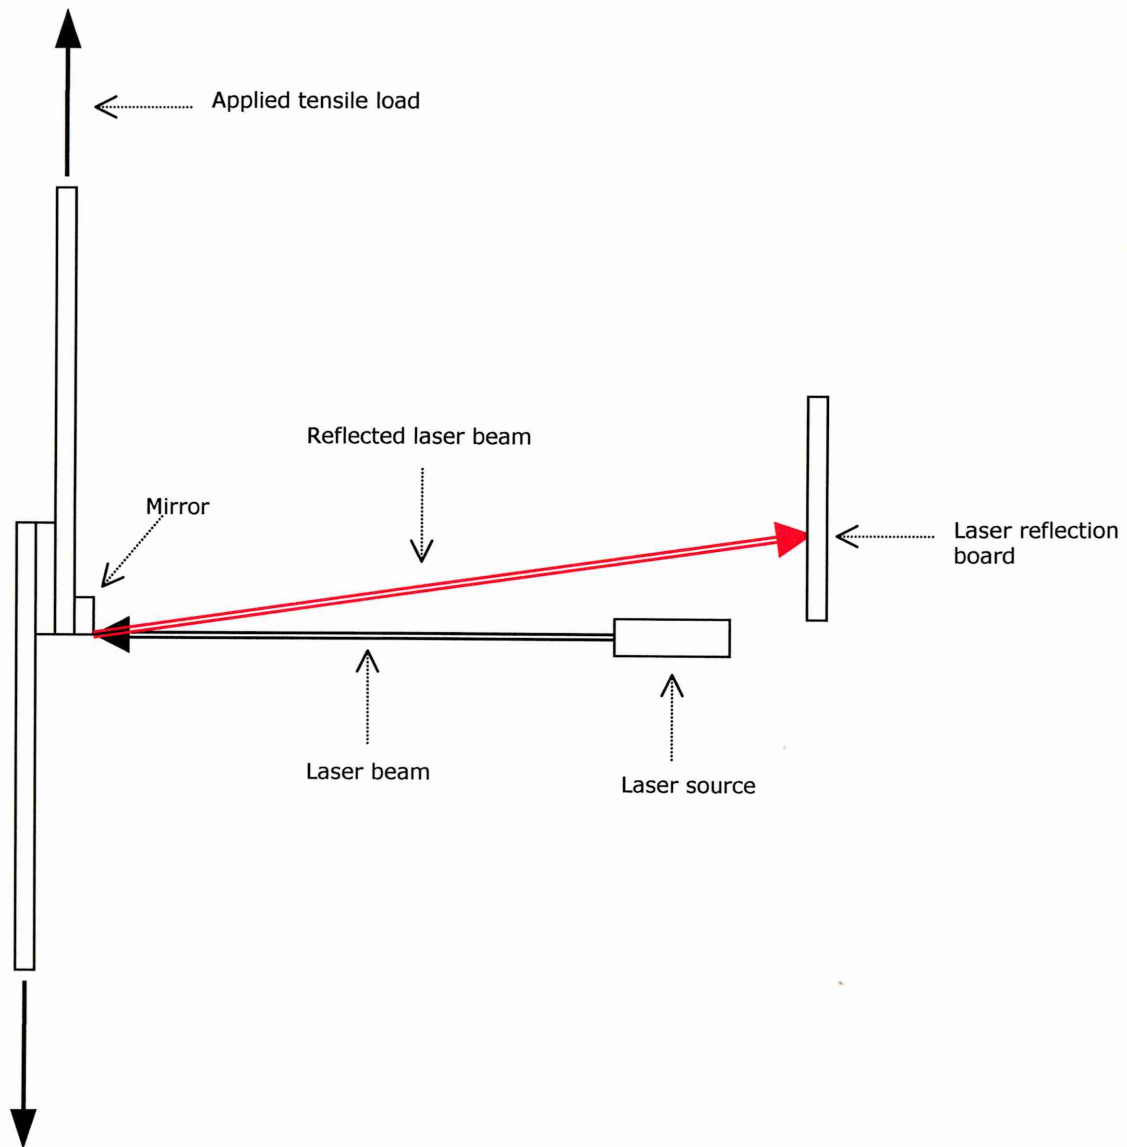 Applied tensile load
Reflected laser beam
Mirror
Laser reflection
board
Laser beam
Laser source